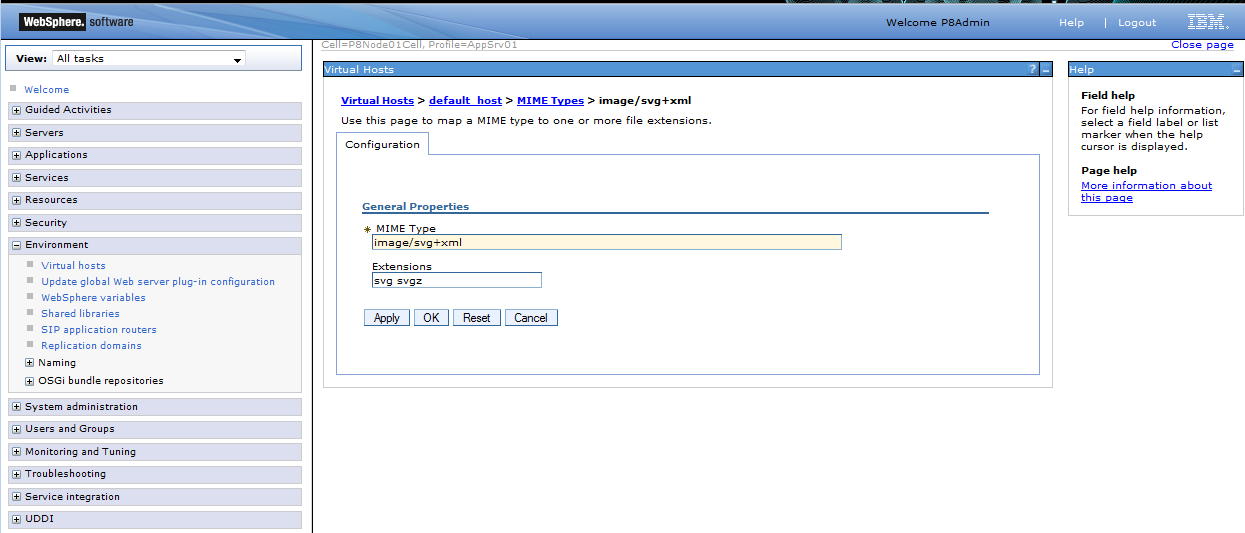 WebSphere. software
Welcome P8Admin
Help | Logout
IBM.
View: All tasks
Welcome
Guided Activities
Servers
Applications
Services
Resources
Security
Environment
Virtual hosts
Update global Web server plug-in configuration
WebSphere variables
Shared libraries
SIP application routers
Replication domains
Naming
OSGi bundle repositories
System administration
Users and Groups
Monitoring and Tuning
Troubleshooting
Service integration
UDDI
Cell=P8Node01Cell, Profile=AppSrv01
Close page
Virtual Hosts
? 
Virtual Hosts > default_host > MIME Types > image/svg+xml
Use this page to map a MIME type to one or more file extensions.
Configuration
General Properties
* MIME Type
image/svg+xml
Extensions
svg svgz
Apply OK Reset Cancel
Help
Field help
For field help information,
select a field label or list
marker when the help
cursor is displayed.
Page help
More information about
this page